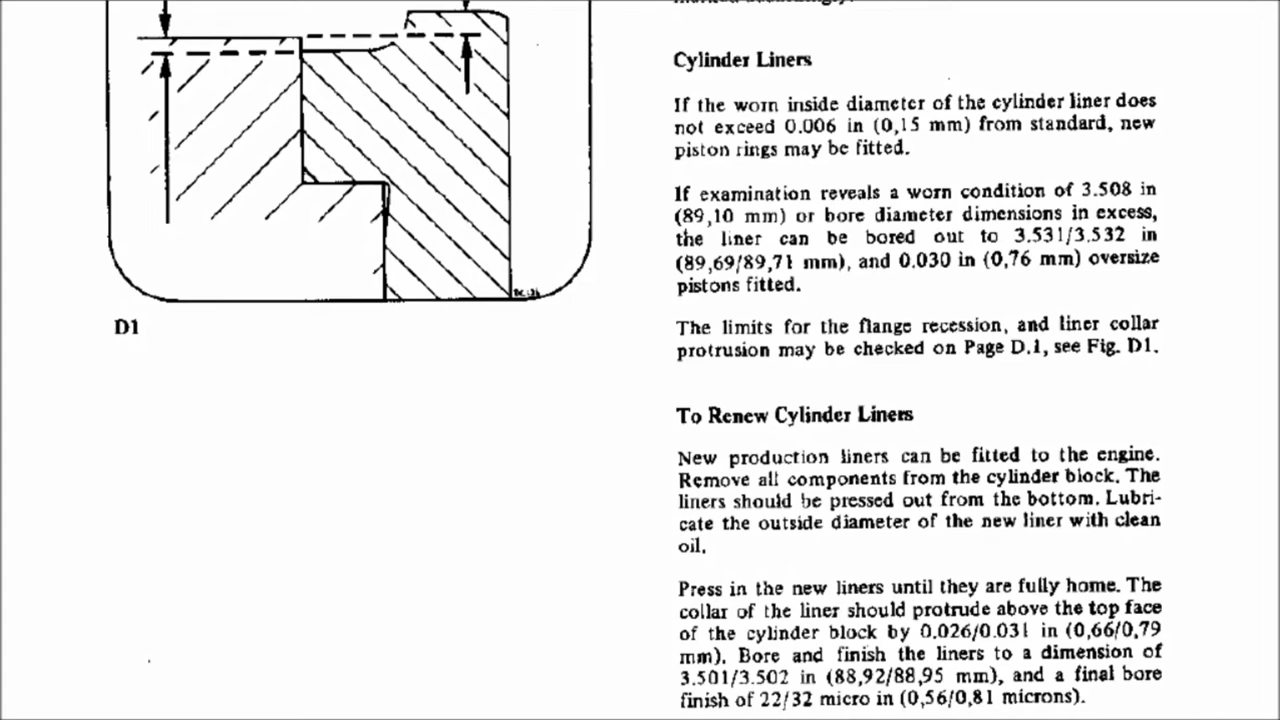 D1
Cylinder Liners
If the worn inside diameter of the cylinder liner does
not exceed 0.006 in (0,15 mm) from standard, new
piston rings may be fitted.
If examination reveals a worn condition of 3.508 in
(89,10 mm) or bore diameter dimensions in excess,
the liner can be bored out to 3.531/3.532 in
(89,69/89,71 mm), and 0.030 in (0,76 mm) oversize
pistons fitted.
The limits for the flange recession, and liner collar
protrusion may be checked on Page D.1, see Fig. D1.
To Renew Cylinder Liners
New production liners can be fitted to the engine.
Remove all components from the cylinder block. The
liners should be pressed out from the bottom. Lubri-
cate the outside diameter of the new liner with clean
oil.
Press in the new liners until they are fully home. The
collar of the liner should protrude above the top face
of the cylinder block by 0.026/0.031 in (0,66/0,79
mm). Bore and finish the liners to a dimension of
3.501/3.502 in (88,92/88,95 mm), and a final bore
finish of 22/32 micro in (0,56/0,81 microns).